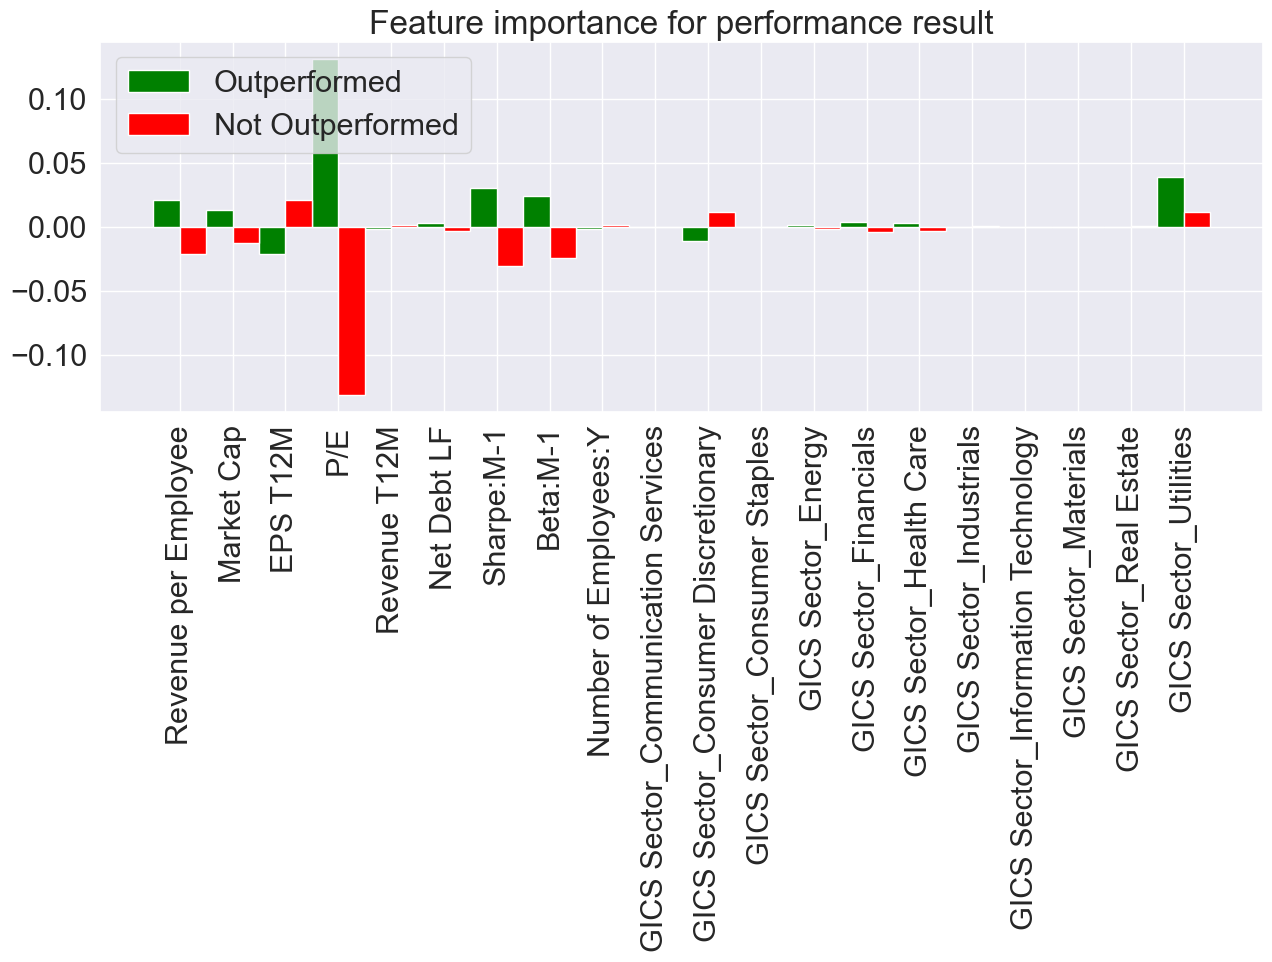 Feature importance for performance result
Outperformed
Not Outperformed
0.10
0.05
0.00
−0.05
−0.10
Revenue per Employee
Market Cap
EPS T12M
P/E
Revenue T12M
Net Debt LF
Sharpe:M-1
Beta:M-1
Number of Employees:Y
GICS Sector_Communication Services
GICS Sector_Consumer Discretionary
GICS Sector_Consumer Staples
GICS Sector_Energy
GICS Sector_Financials
GICS Sector_Health Care
GICS Sector_Industrials
GICS Sector_Information Technology
GICS Sector_Materials
GICS Sector_Real Estate
GICS Sector_Utilities